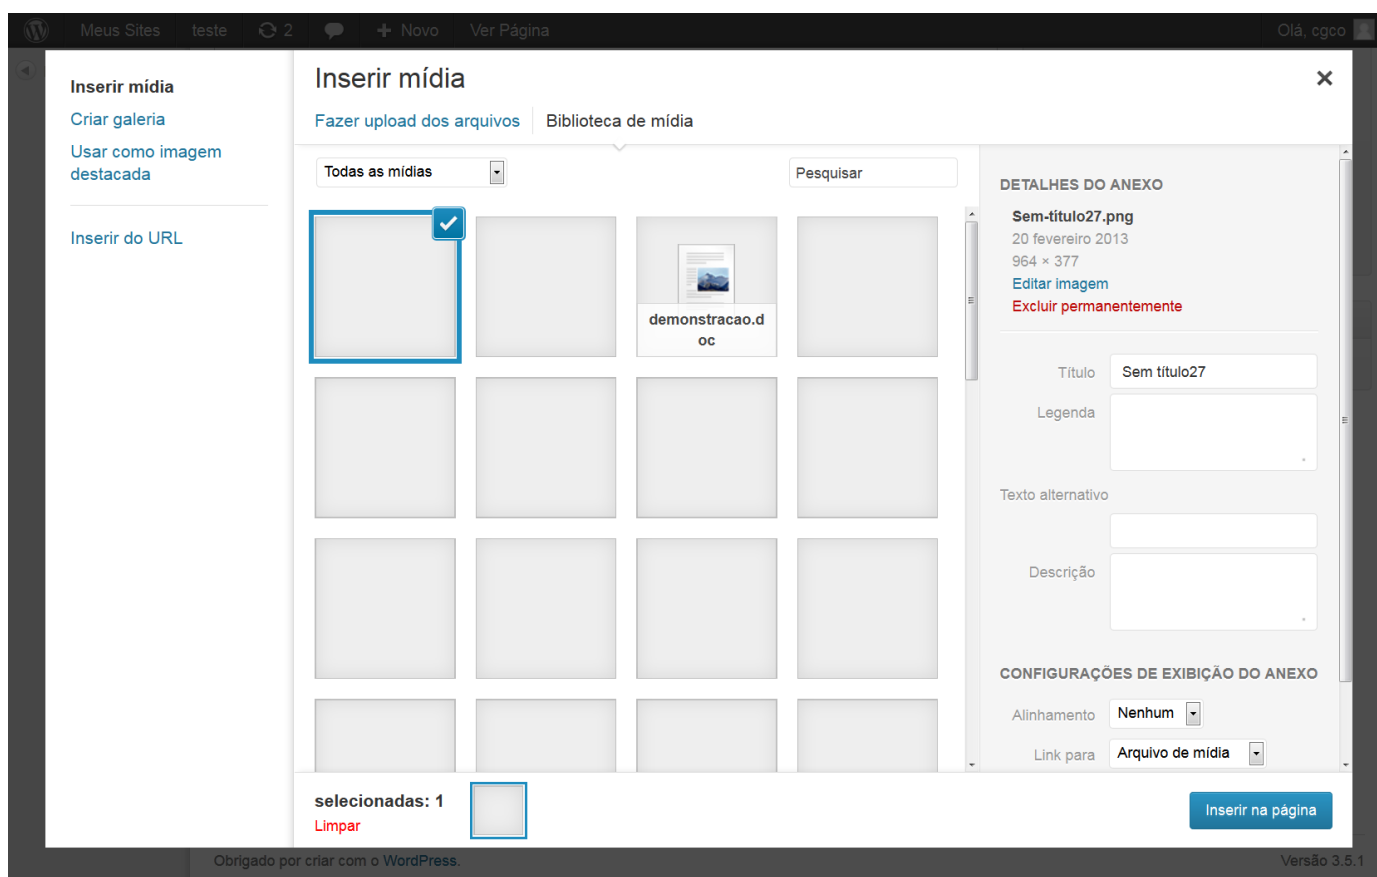 Meus Sites teste 2 + Novo Ver Página Olá, cgco
Inserir mídia
Criar galeria
Usar como imagem
destacada
Inserir do URL
Inserir mídia
Fazer upload dos arquivos Biblioteca de mídia
Todas as mídias Pesquisar
demonstracao.d
oc
DETALHES DO ANEXO
Sem-titulo27.png
20 fevereiro 2013
964 × 377
Editar imagem
Excluir permanentemente
Título Sem título27
Legenda
Texto alternativo
Descrição
CONFIGURAÇÕES DE EXIBIÇÃO DO ANEXO
Alinhamento Nenhum
Link para Arquivo de mídia
selecionadas: 1
Limpar
Inserir na página
Obrigado por criar com o WordPress. Versão 3.5.1